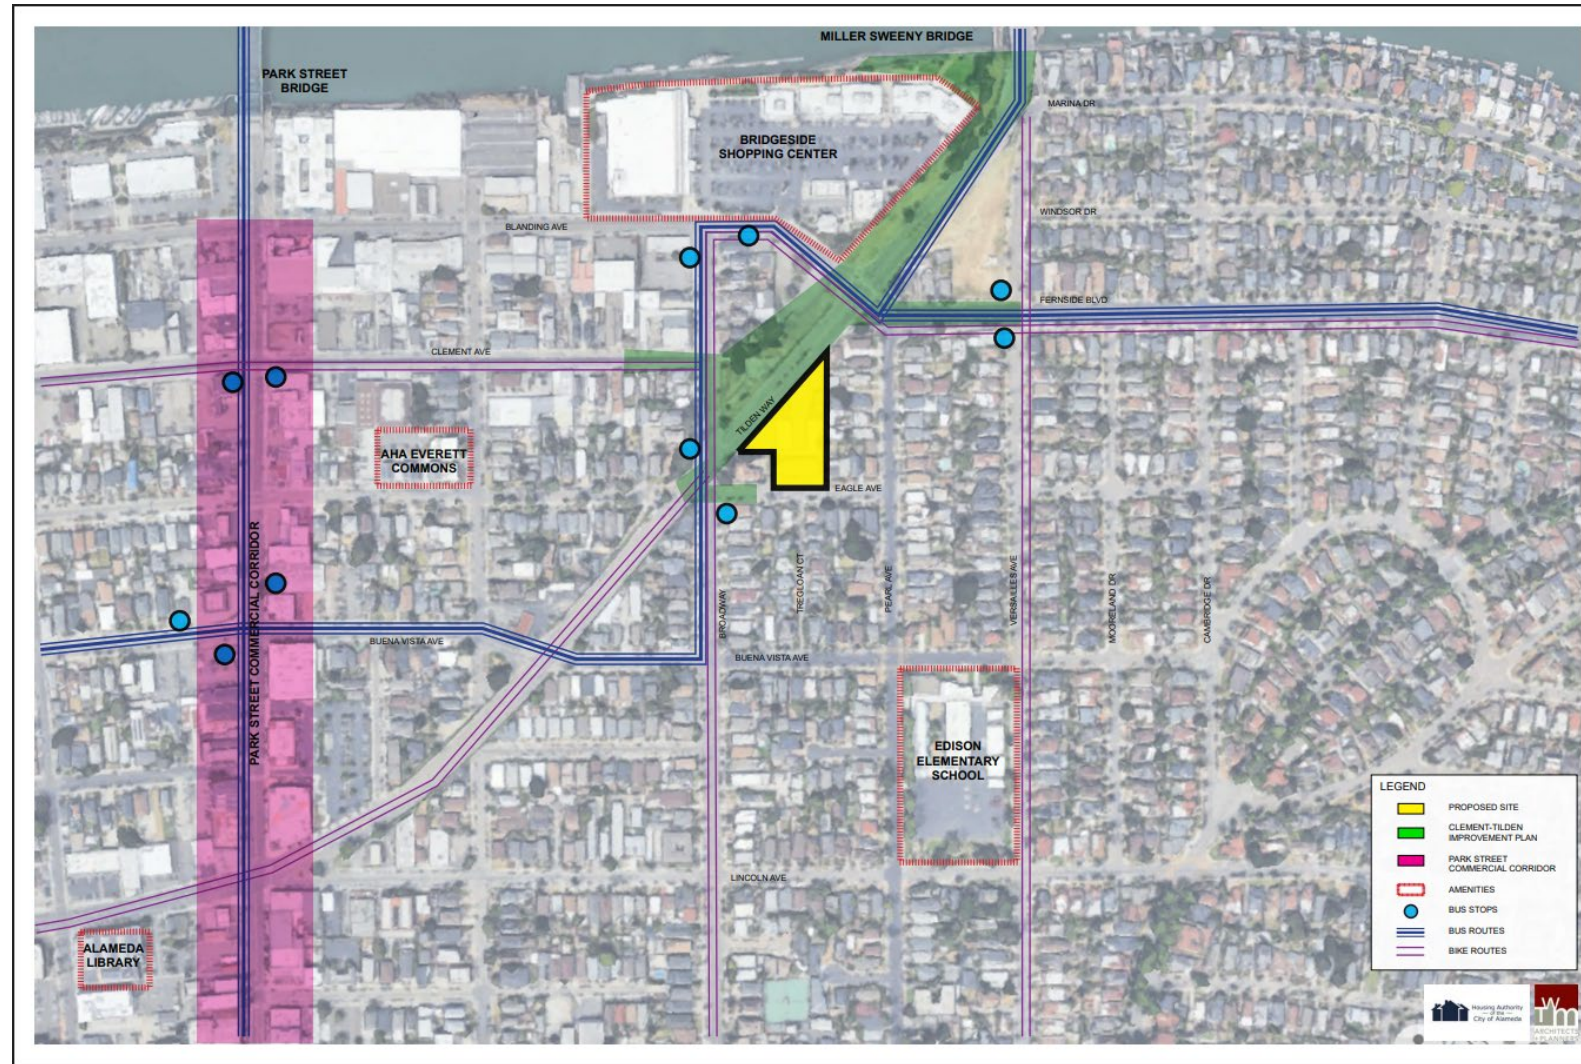 MILLER SWEENY BRIDGE
PARK STREET
BRIDGE
MARINA DR
BRIDGESIDE
SHOPPING CENTER
WINDSOR DR
BLANDING AVE
FERNSIDE BLVD
CLEMENT AVE
TILDEN WAY
AHA EVERETT
COMMONS
EAGLE AVE
PARK STREET COMMERCIAL CORRIDOR
BROADWAY
TREGLOAN CT
PEARL AVE
VERSAILLES AVE
MOORELAND DR
CAMBRIDGE DR
BUENA VISTA AVE
BUENA VISTA AVE
EDISON
ELEMENTARY
SCHOOL
LINCOLN AVE
ALAMEDA
LIBRARY
LEGEND
PROPOSED SITE
CLEMENT-TILDEN
IMPROVEMENT PLAN
PARK STREET
COMMERCIAL CORRIDOR
AMENITIES
BUS STOPS
BUS ROUTES
BIKE ROUTES
Housing Authority
of the
City of Alameda
ARCHITECTS
+ PLANNERS